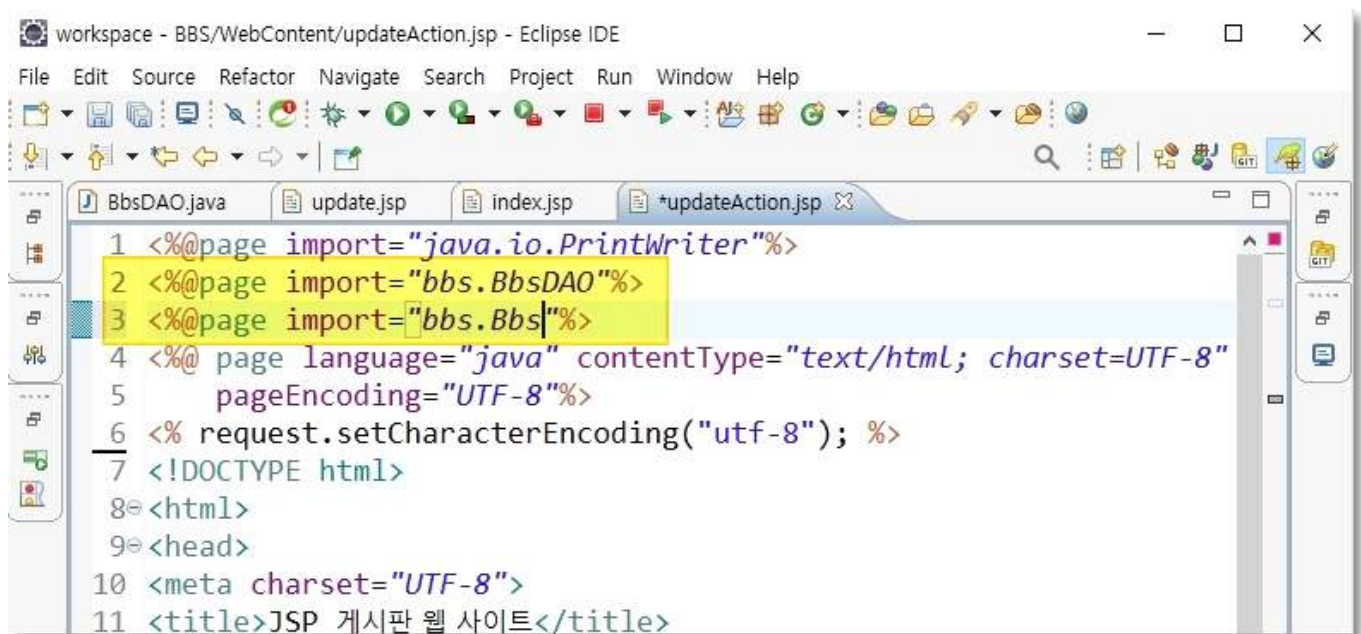 workspace - BBS/WebContent/updateAction.jsp - Eclipse IDE
File Edit Source Refactor Navigate Search Project Run Window Help
BbsDAO.java update.jsp index.jsp *updateAction.jsp
1 <%@page import="java.io.PrintWriter"%>
2 <%@page import="bbs.BbsDAO"%>
3 <%@page import="bbs.Bbs"%>
4 <%@ page language="java" contentType="text/html; charset=UTF-8"
5 pageEncoding="UTF-8"%>
6 <% request.setCharacterEncoding("utf-8"); %>
7 <!DOCTYPE html>
8 <html>
9 <head>
10 <meta charset="UTF-8">
11 <title>JSP 게시판 웹 사이트</title>